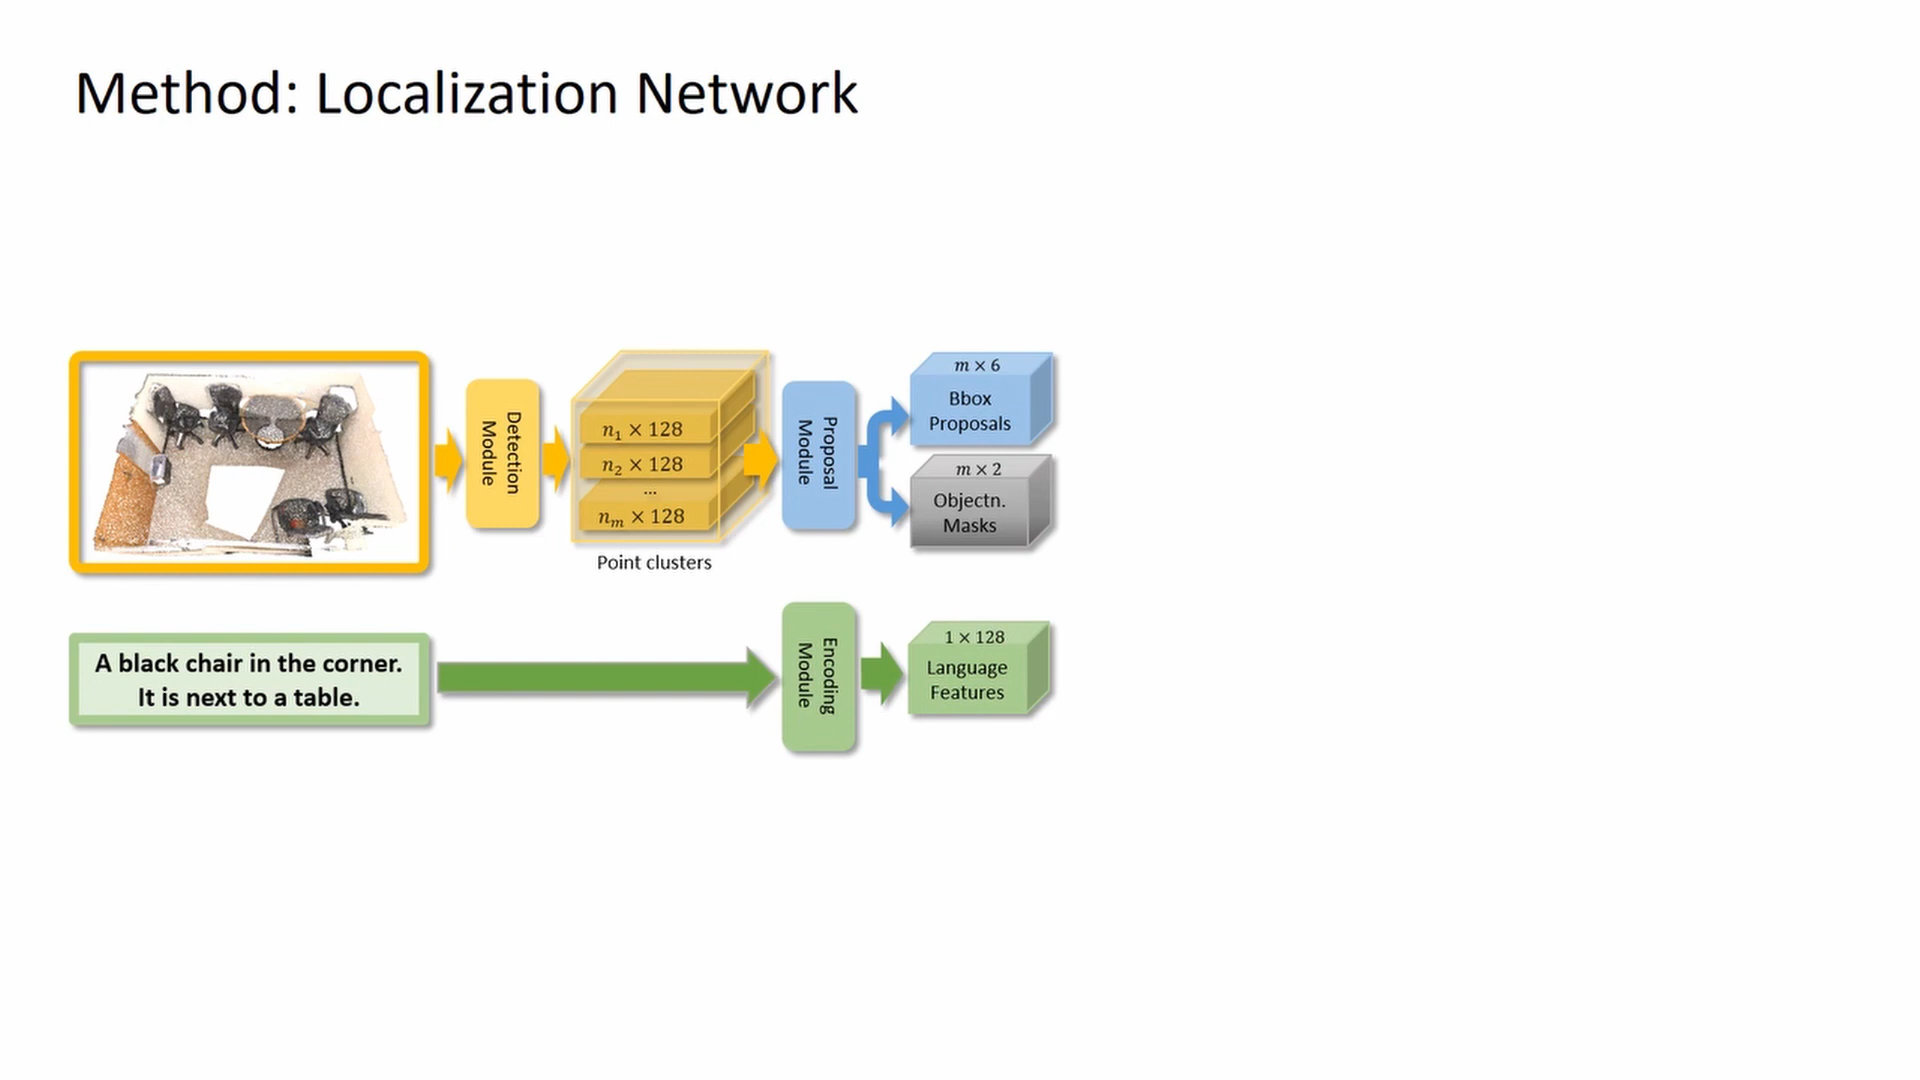 Method: Localization Network
Detection
Module
n₁ × 128
n₂ × 128
...
nₘ × 128
Point clusters
Proposal
Module
m × 6
Bbox
Proposals
m × 2
Objectn.
Masks
A black chair in the corner.
It is next to a table.
Encoding
Module
1 × 128
Language
Features